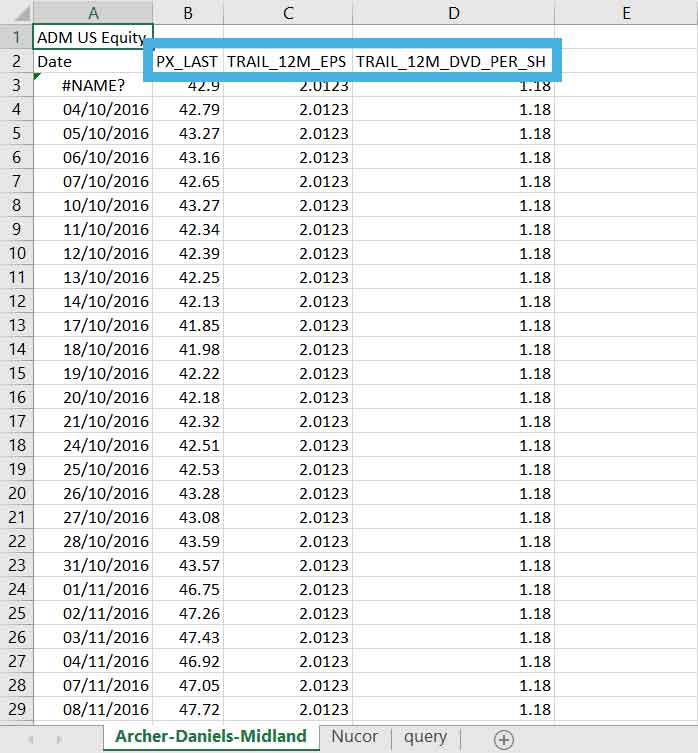 A B C D E
1 ADM US Equity
2 Date PX_LAST TRAIL_12M_EPS TRAIL_12M_DVD_PER_SH
3 #NAME? 42.9 2.0123 1.18
4 04/10/2016 42.79 2.0123 1.18
5 05/10/2016 43.27 2.0123 1.18
6 06/10/2016 43.16 2.0123 1.18
7 07/10/2016 42.65 2.0123 1.18
8 10/10/2016 43.27 2.0123 1.18
9 11/10/2016 42.34 2.0123 1.18
10 12/10/2016 42.39 2.0123 1.18
11 13/10/2016 42.25 2.0123 1.18
12 14/10/2016 42.13 2.0123 1.18
13 17/10/2016 41.85 2.0123 1.18
14 18/10/2016 41.98 2.0123 1.18
15 19/10/2016 42.22 2.0123 1.18
16 20/10/2016 42.18 2.0123 1.18
17 21/10/2016 42.32 2.0123 1.18
18 24/10/2016 42.51 2.0123 1.18
19 25/10/2016 42.53 2.0123 1.18
20 26/10/2016 43.28 2.0123 1.18
21 27/10/2016 43.08 2.0123 1.18
22 28/10/2016 43.59 2.0123 1.18
23 31/10/2016 43.57 2.0123 1.18
24 01/11/2016 46.75 2.0123 1.18
25 02/11/2016 47.26 2.0123 1.18
26 03/11/2016 47.43 2.0123 1.18
27 04/11/2016 46.92 2.0123 1.18
28 07/11/2016 47.05 2.0123 1.18
29 08/11/2016 47.72 2.0123 1.18
Archer-Daniels-Midland Nucor query